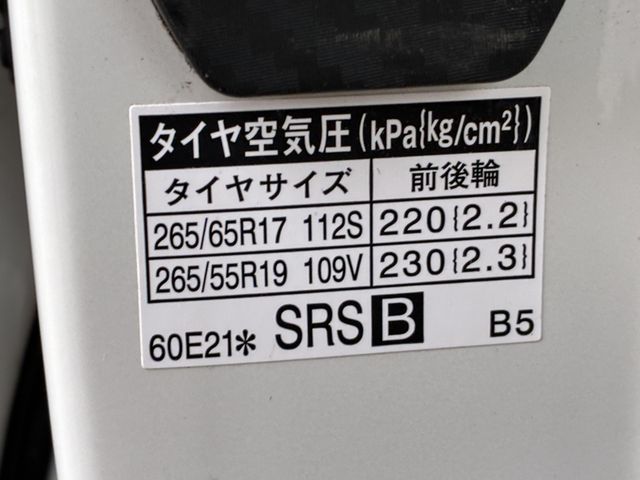 タイヤ空気圧(kPa{kg/cm²})
タイヤサイズ 前後輪
265/65R17 112S 220{2.2}
265/55R19 109V 230{2.3}
60E21* SRS B B5